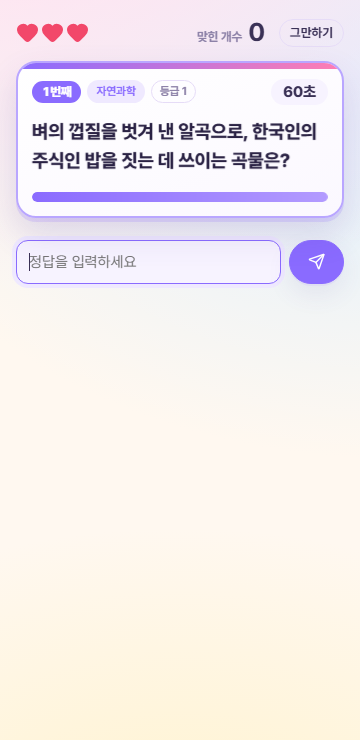 맞힌 개수 0 그만하기
1번째 자연과학 등급 1 60초
벼의 껍질을 벗겨 낸 알곡으로, 한국인의
주식인 밥을 짓는 데 쓰이는 곡물은?
정답을 입력하세요